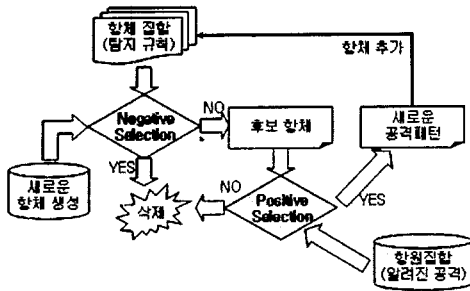 항체 집합
(탐지 규칙)
항체 추가
Negative
Selection
NO
후보 항체
새로운
공격패턴
YES
새로운
항체 생성
삭제
NO
Positive
Selection
YES
항원집합
(알려진 공격)